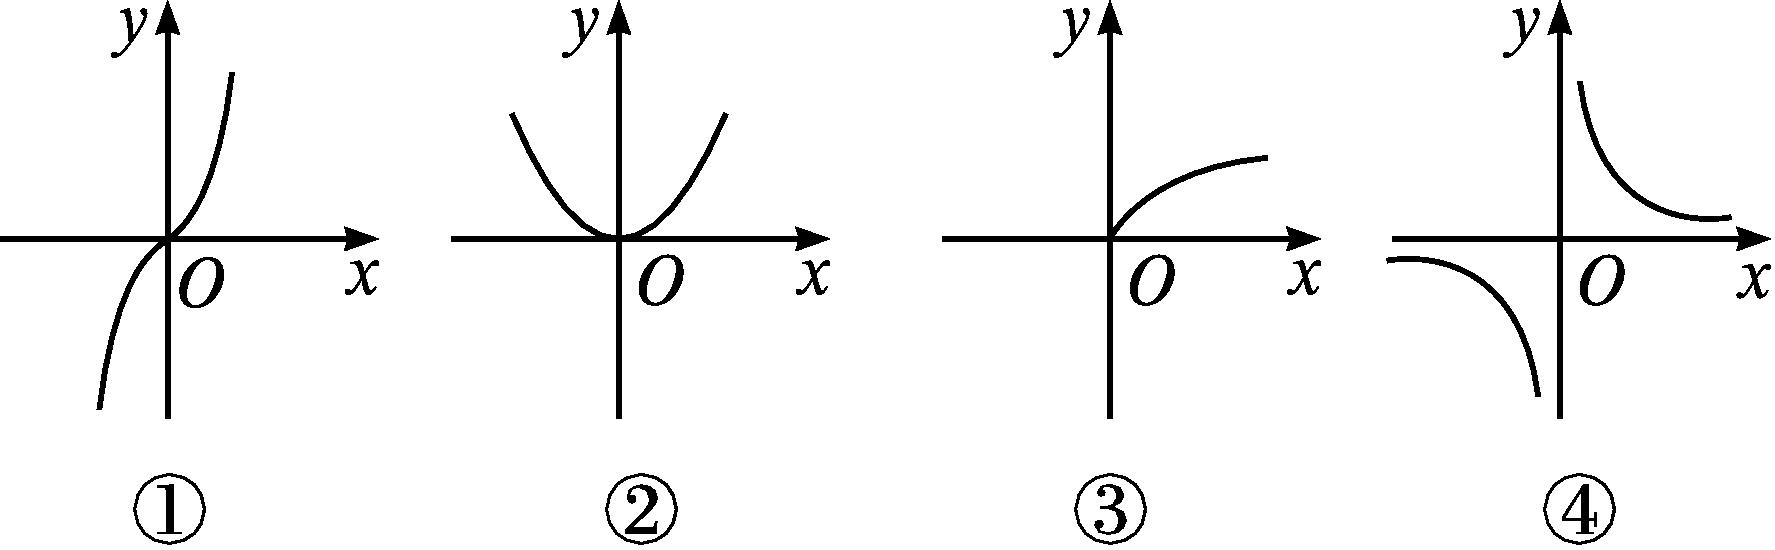 y y y y
O x O x O x O x
① ② ③ ④